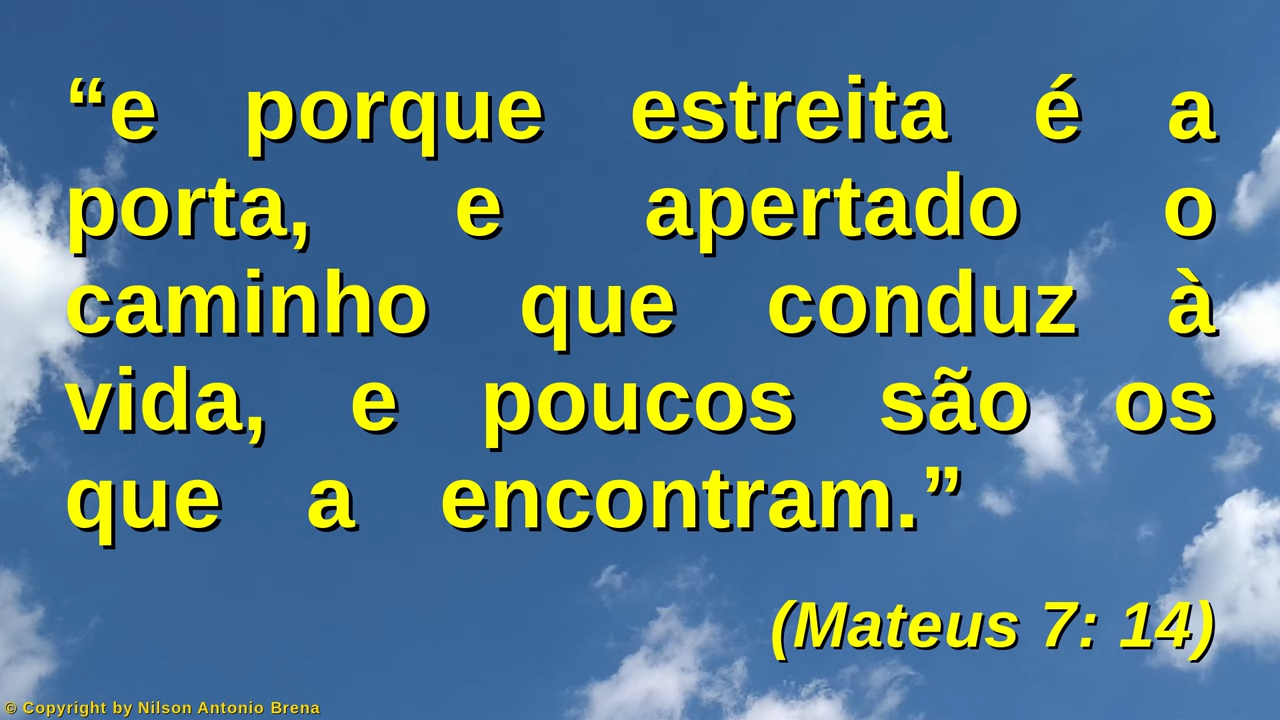 “e porque estreita é a
porta, e apertado o
caminho que conduz à
vida, e poucos são os
que a encontram.”
(Mateus 7: 14)
© Copyright by Nilson Antonio Brena